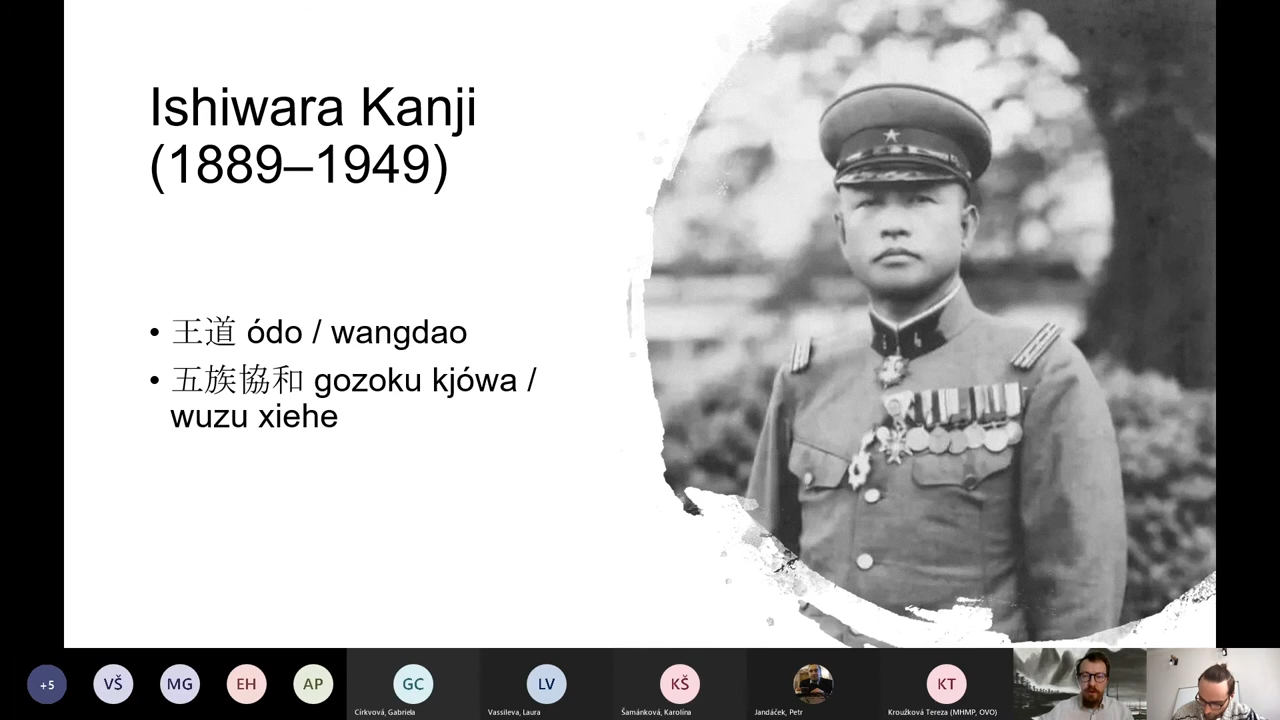 Ishiwara Kanji
(1889–1949)
• 王道 ódo / wangdao
• 五族協和 gozoku kjówa /
wuzu xiehe
+5
VŠ
MG
EH
AP
GC
LV
KŠ
KT
Církvová, Gabriela
Vassileva, Laura
Šamánková, Karolína
Jandáček, Petr
Kroužková Tereza (MHMP, OVO)